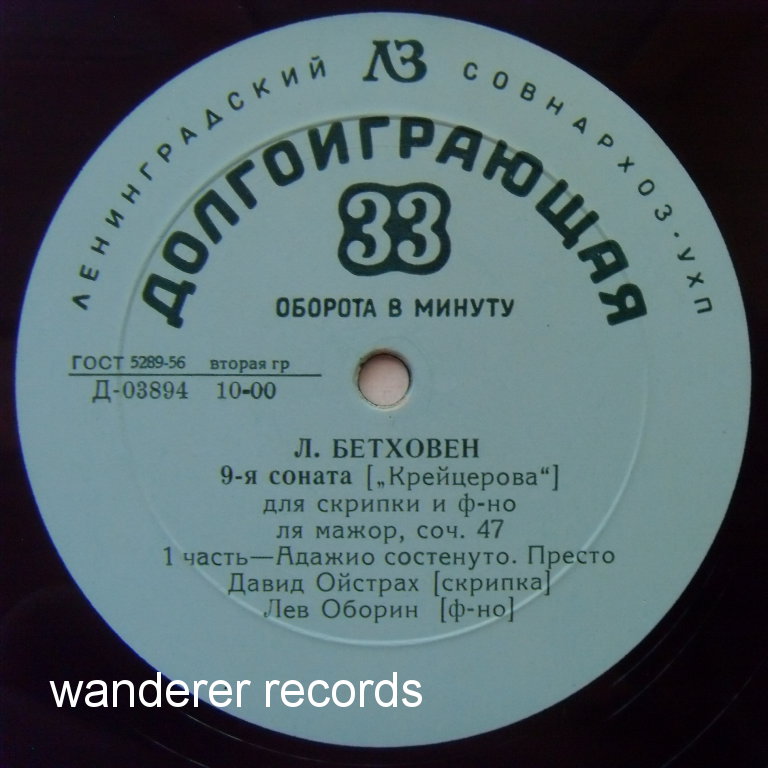 ЛЕНИНГРАДСКИЙ ЛЗ СОВНАРХОЗ·УХП
ДОЛГОИГРАЮЩАЯ
33
ОБОРОТА В МИНУТУ
ГОСТ 5289-56 вторая гр
Д-03894 10-00
Л. БЕТХОВЕН
9-я соната [„Крейцерова“]
для скрипки и ф-но
ля мажор, соч. 47
1 часть—Адажио состенуто. Престо
Давид Ойстрах [скрипка]
Лев Оборин [ф-но]
wanderer records